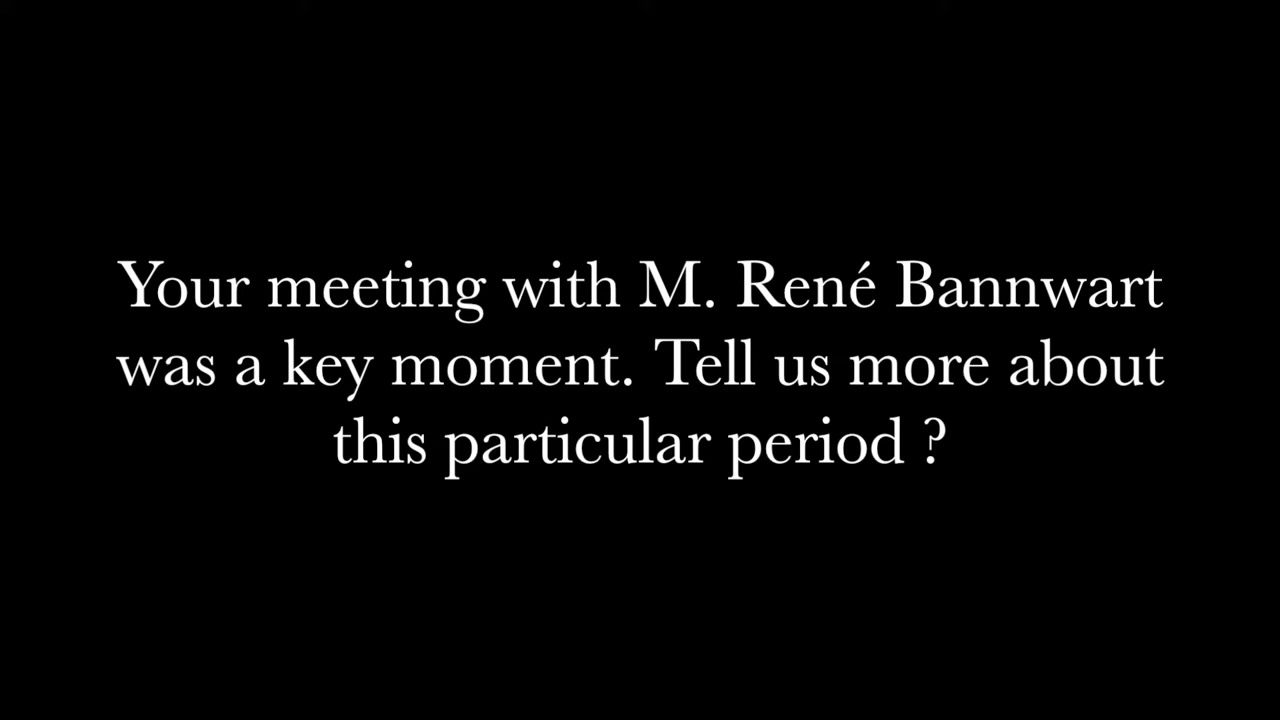 Your meeting with M. René Bannwart
was a key moment. Tell us more about
this particular period ?